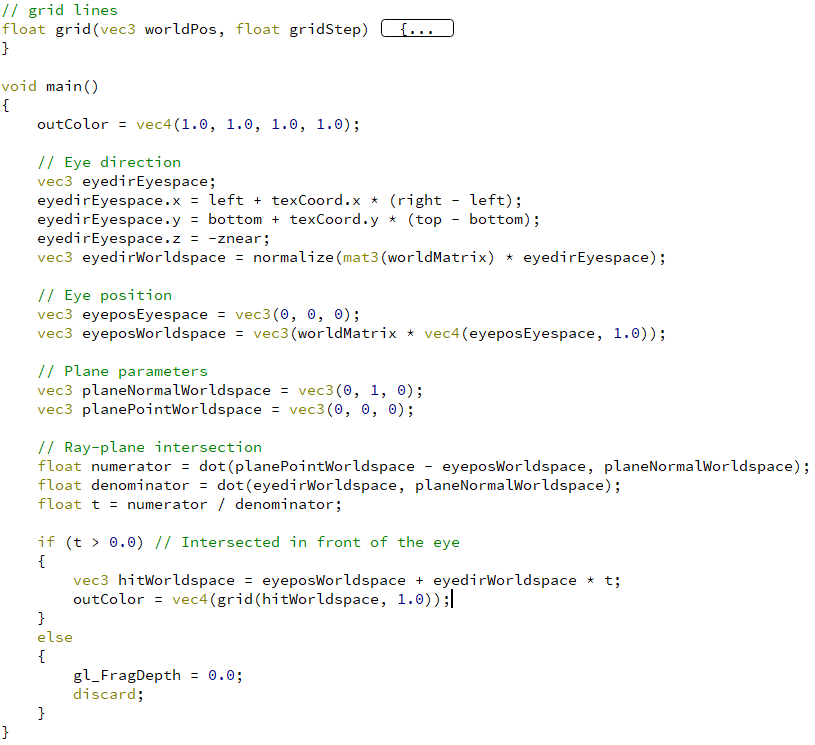 // grid lines
float grid(vec3 worldPos, float gridStep) {...
}
void main()
{
outColor = vec4(1.0, 1.0, 1.0, 1.0);
// Eye direction
vec3 eyedirEyespace;
eyedirEyespace.x = left + texCoord.x * (right - left);
eyedirEyespace.y = bottom + texCoord.y * (top - bottom);
eyedirEyespace.z = -znear;
vec3 eyedirWorldspace = normalize(mat3(worldMatrix) * eyedirEyespace);
// Eye position
vec3 eyeposEyespace = vec3(0, 0, 0);
vec3 eyeposWorldspace = vec3(worldMatrix * vec4(eyeposEyespace, 1.0));
// Plane parameters
vec3 planeNormalWorldspace = vec3(0, 1, 0);
vec3 planePointWorldspace = vec3(0, 0, 0);
// Ray-plane intersection
float numerator = dot(planePointWorldspace - eyeposWorldspace, planeNormalWorldspace);
float denominator = dot(eyedirWorldspace, planeNormalWorldspace);
float t = numerator / denominator;
if (t > 0.0) // Intersected in front of the eye
{
vec3 hitWorldspace = eyeposWorldspace + eyedirWorldspace * t;
outColor = vec4(grid(hitWorldspace, 1.0));
}
else
{
gl_FragDepth = 0.0;
discard;
}
}